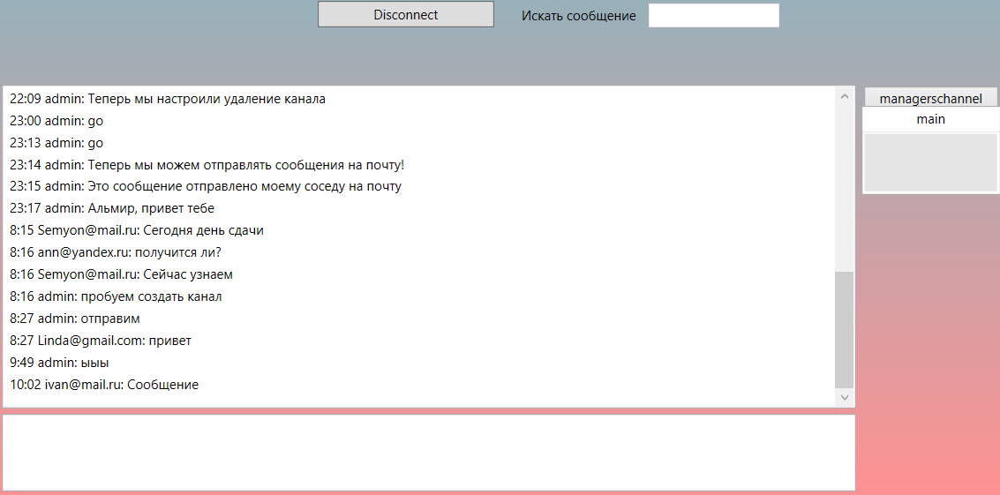 Disconnect
Искать сообщение
22:09 admin: Теперь мы настроили удаление канала
23:00 admin: go
23:13 admin: go
23:14 admin: Теперь мы можем отправлять сообщения на почту!
23:15 admin: Это сообщение отправлено моему соседу на почту
23:17 admin: Альмир, привет тебе
8:15 Semyon@mail.ru: Сегодня день сдачи
8:16 ann@yandex.ru: получится ли?
8:16 Semyon@mail.ru: Сейчас узнаем
8:16 admin: пробуем создать канал
8:27 admin: отправим
8:27 Linda@gmail.com: привет
9:49 admin: ыыы
10:02 ivan@mail.ru: Сообщение
managerschannel
main